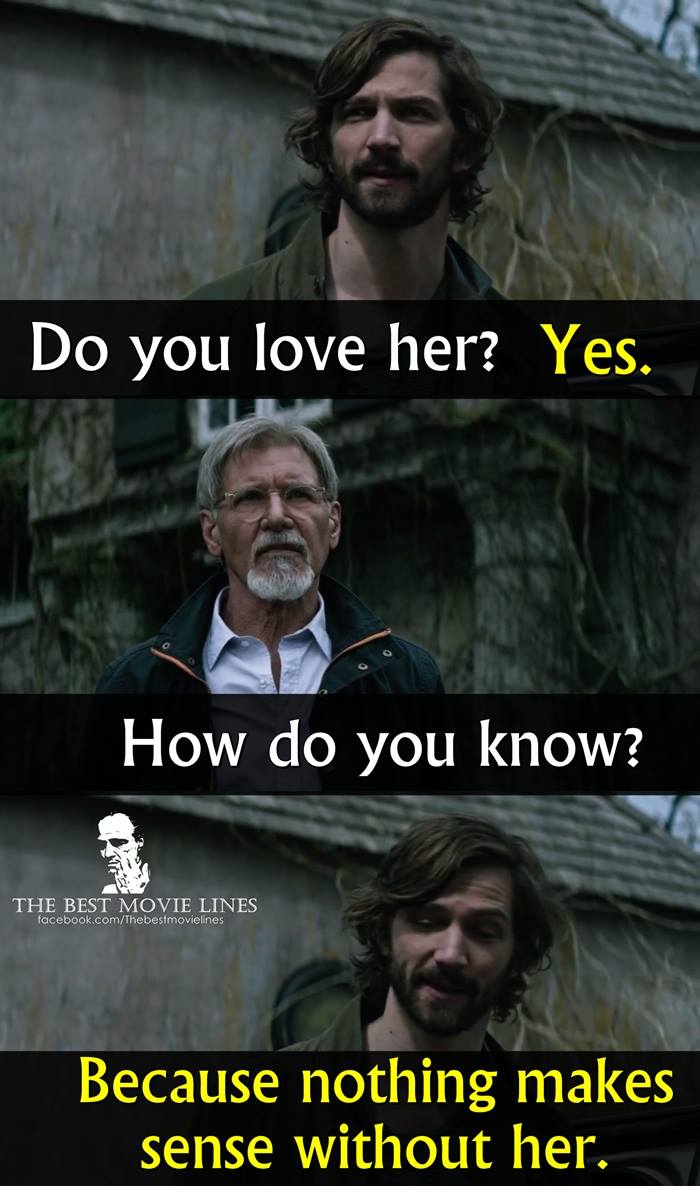 Do you love her? Yes.
How do you know?
THE BEST MOVIE LINES
facebook.com/Thebestmovielines
Because nothing makes
sense without her.